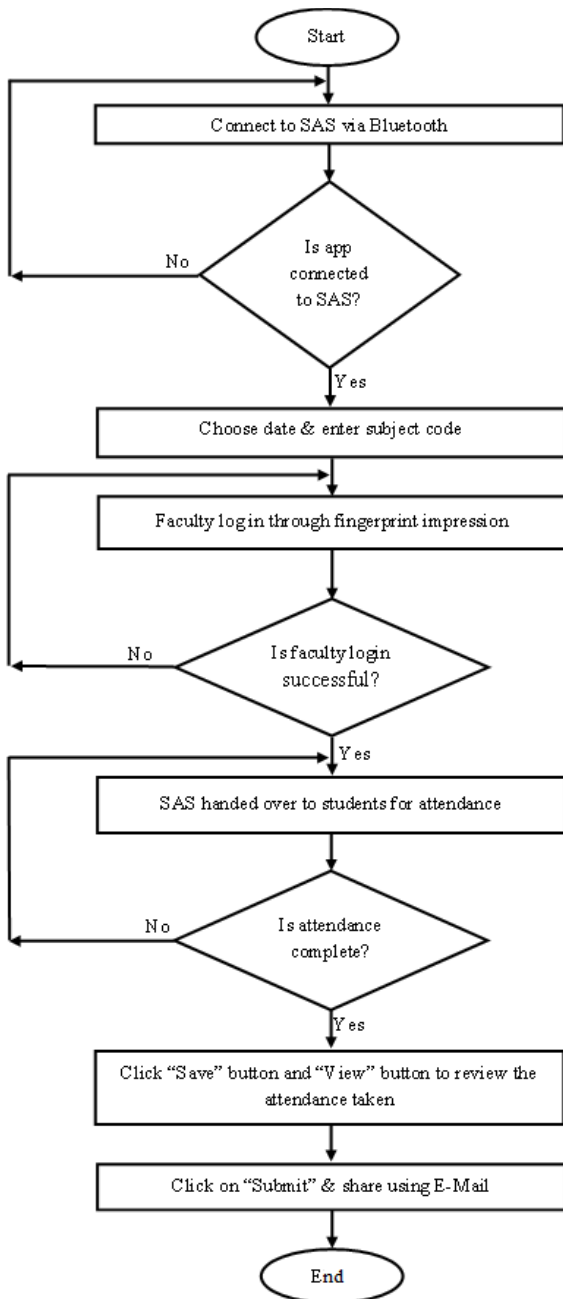 Start
Connect to SAS via Bluetooth
Is app
connected
to SAS?
No
Yes
Choose date & enter subject code
Faculty login through fingerprint impression
Is faculty login
successful?
No
Yes
SAS handed over to students for attendance
Is attendance
complete?
No
Yes
Click “Save” button and “View” button to review the
attendance taken
Click on “Submit” & share using E-Mail
End